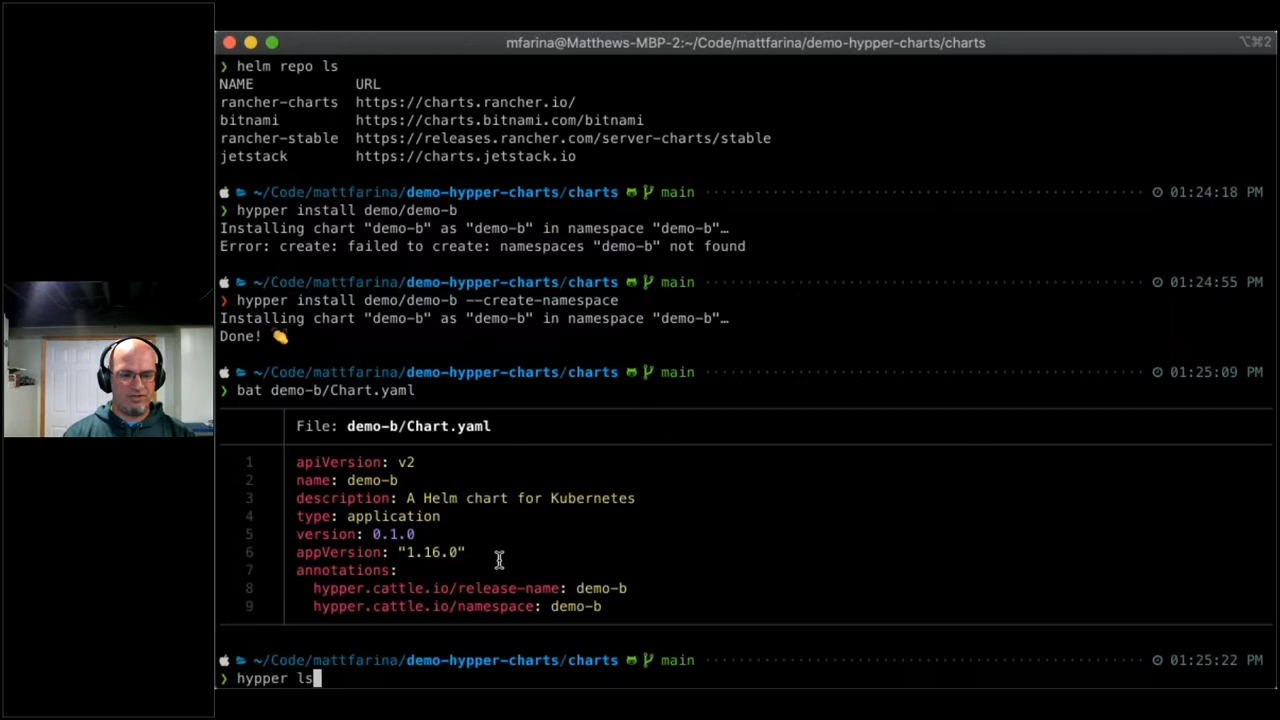 mfarina@Matthews-MBP-2:~/Code/mattfarina/demo-hypper-charts/charts
⌥⌘2
❯ helm repo ls
NAME URL
rancher-charts https://charts.rancher.io/
bitnami https://charts.bitnami.com/bitnami
rancher-stable https://releases.rancher.com/server-charts/stable
jetstack https://charts.jetstack.io
~/Code/mattfarina/demo-hypper-charts/charts main 01:24:18 PM
❯ hypper install demo/demo-b
Installing chart "demo-b" as "demo-b" in namespace "demo-b"…
Error: create: failed to create: namespaces "demo-b" not found
~/Code/mattfarina/demo-hypper-charts/charts main 01:24:55 PM
❯ hypper install demo/demo-b --create-namespace
Installing chart "demo-b" as "demo-b" in namespace "demo-b"…
Done! 👏
~/Code/mattfarina/demo-hypper-charts/charts main 01:25:09 PM
❯ bat demo-b/Chart.yaml
File: demo-b/Chart.yaml
1 apiVersion: v2
2 name: demo-b
3 description: A Helm chart for Kubernetes
4 type: application
5 version: 0.1.0
6 appVersion: "1.16.0"
7 annotations:
8 hypper.cattle.io/release-name: demo-b
9 hypper.cattle.io/namespace: demo-b
~/Code/mattfarina/demo-hypper-charts/charts main 01:25:22 PM
❯ hypper ls